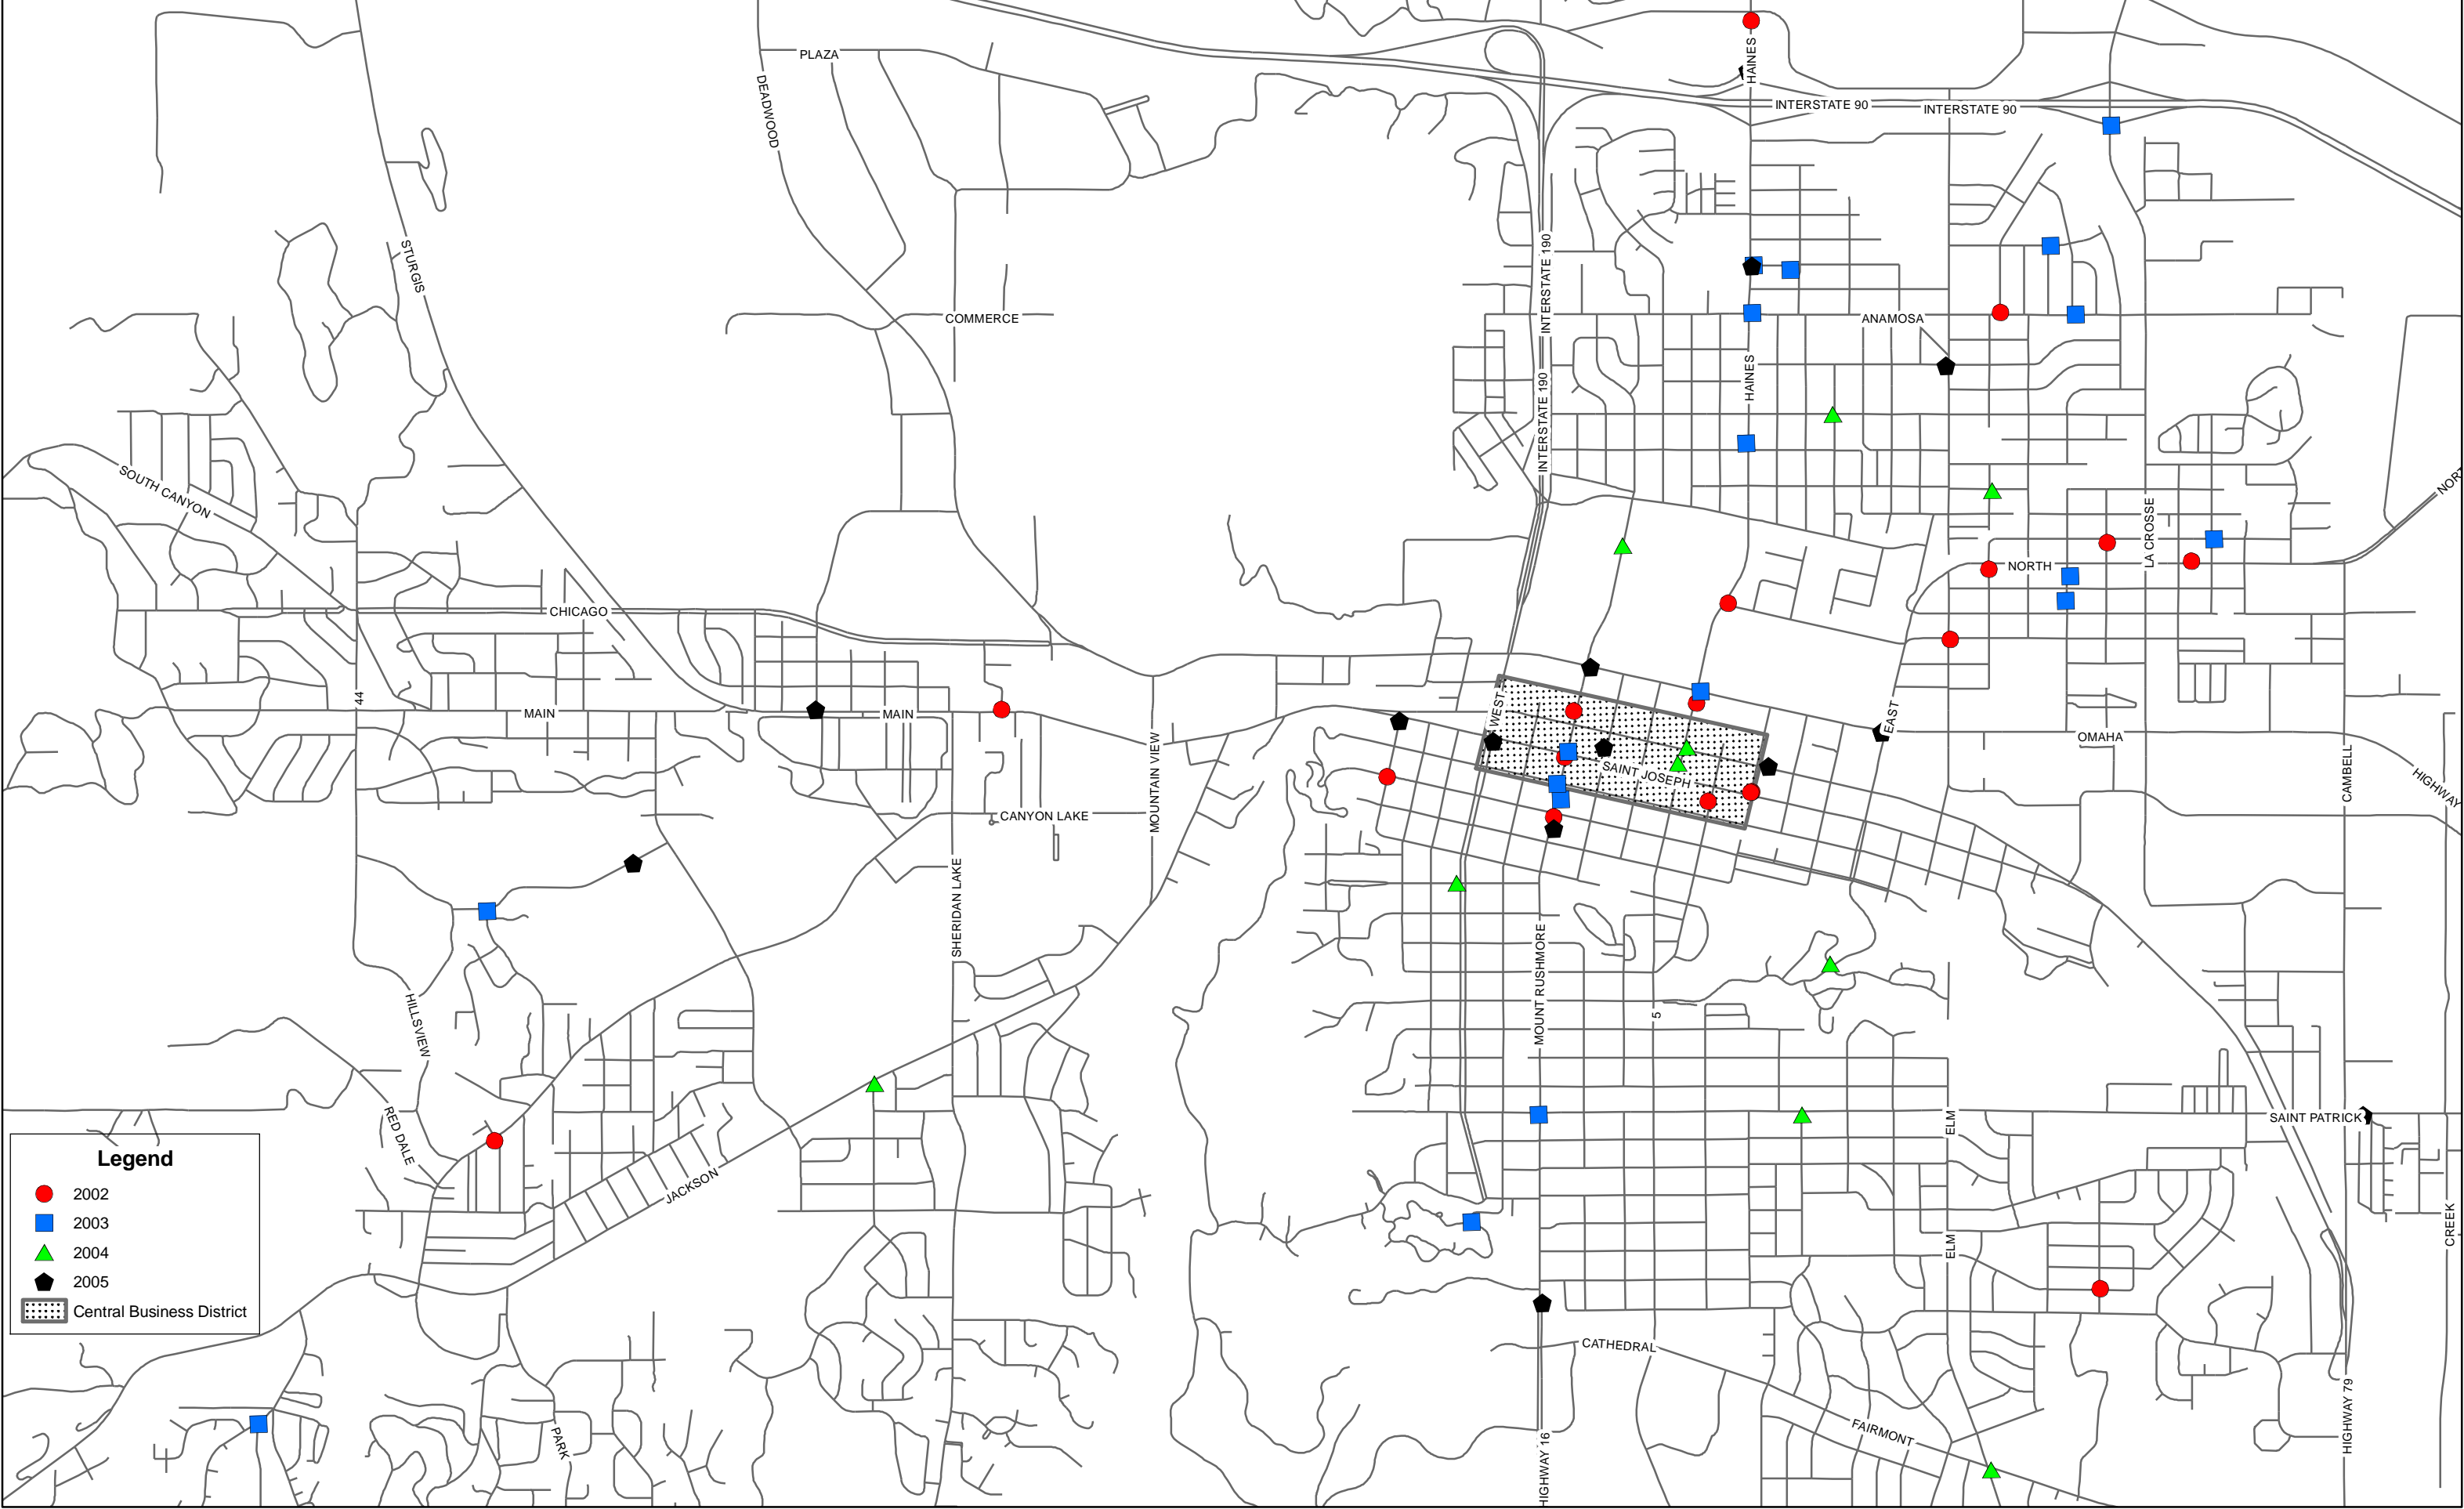 PLAZA
DEADWOOD
HAINES
INTERSTATE 90
INTERSTATE 90
STURGIS
INTERSTATE 190
COMMERCE
ANAMOSA
HAINES
INTERSTATE 190
SOUTH CANYON
LA CROSSE
NORTH
CHICAGO
44
MAIN
MAIN
WEST
EAST
OMAHA
MOUNTAIN VIEW
SAINT JOSEPH
CAMBELL
HIGHWAY
CANYON LAKE
SHERIDAN LAKE
MOUNT RUSHMORE
5
HILLSVIEW
RED DALE
ELM
SAINT PATRICK
JACKSON
ELM
CREEK
Legend
2002
2003
2004
2005
Central Business District
CATHEDRAL
FAIRMONT
PARK
HIGHWAY 16
HIGHWAY 79